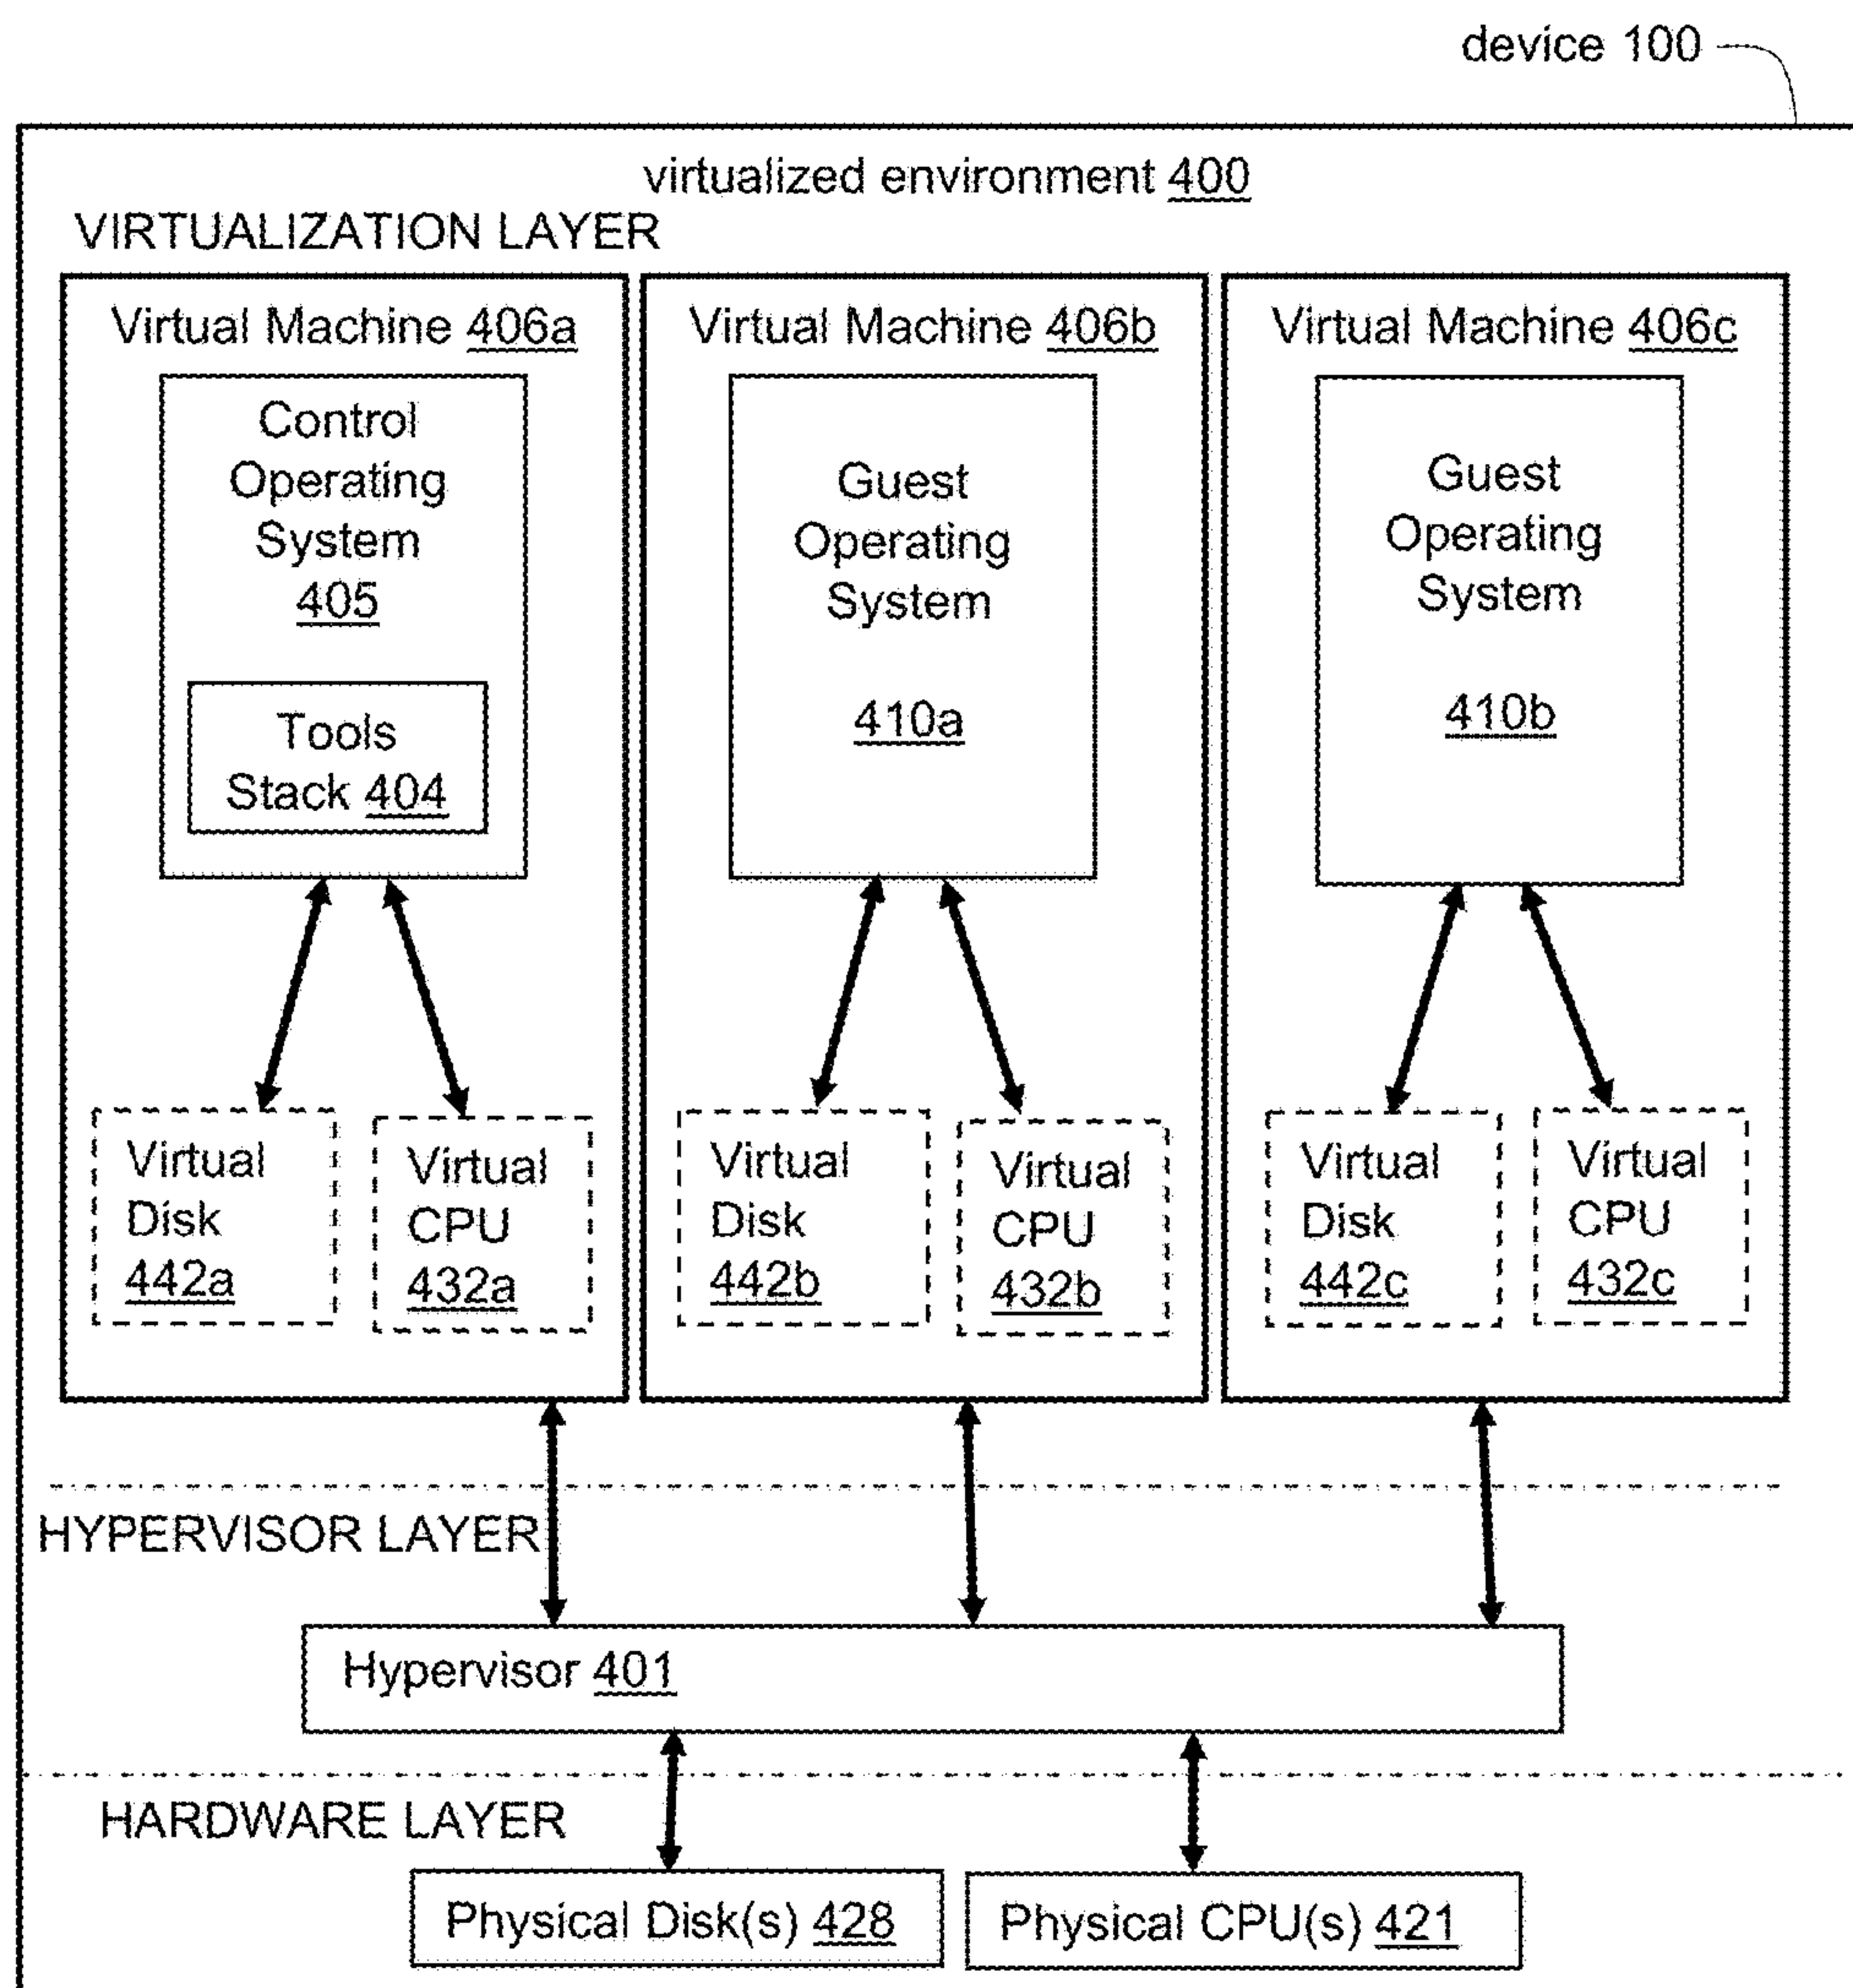 device 100
virtualized environment 400
VIRTUALIZATION LAYER
Virtual Machine 406a
Control
Operating
System
405
Tools
Stack 404
Virtual
Disk
442a
Virtual
CPU
432a
Virtual Machine 406b
Guest
Operating
System
410a
Virtual
Disk
442b
Virtual
CPU
432b
Virtual Machine 406c
Guest
Operating
System
410b
Virtual
Disk
442c
Virtual
CPU
432c
HYPERVISOR LAYER
Hypervisor 401
HARDWARE LAYER
Physical Disk(s) 428
Physical CPU(s) 421